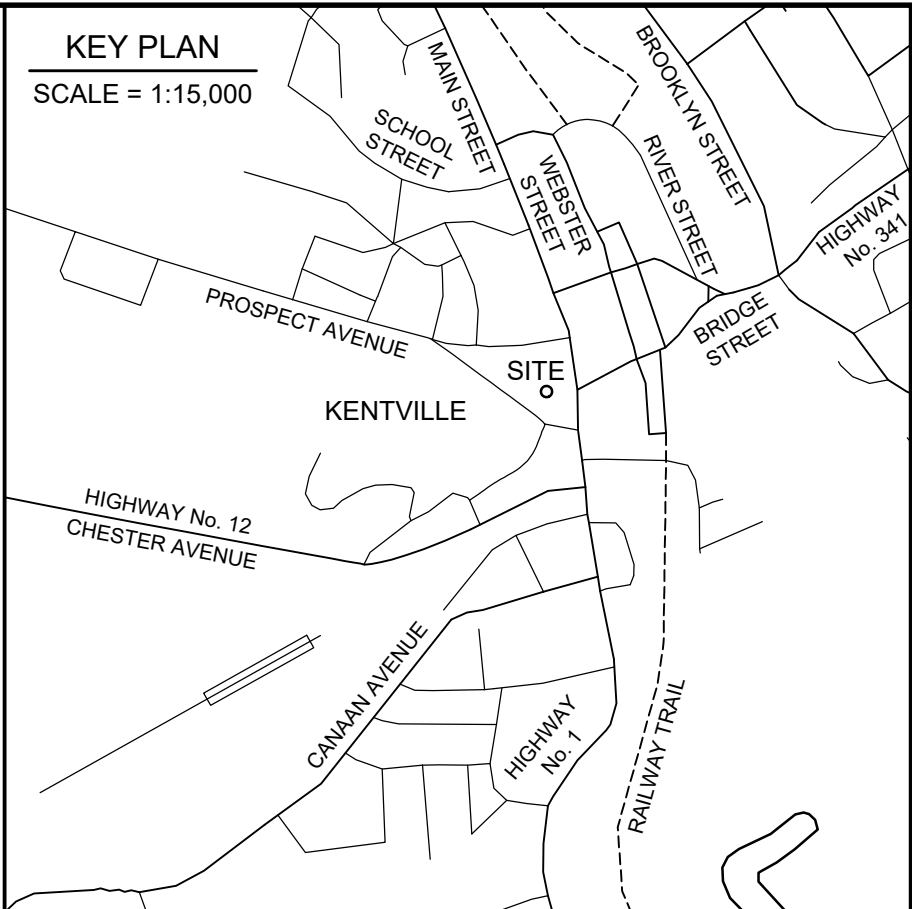 KEY PLAN
SCALE = 1:15,000
MAIN STREET
BROOKLYN STREET
SCHOOL
STREET
WEBSTER
STREET
RIVER STREET
HIGHWAY
No. 341
PROSPECT AVENUE
BRIDGE
STREET
SITE
KENTVILLE
HIGHWAY No. 12
CHESTER AVENUE
CANAAN AVENUE
HIGHWAY
No. 1
RAILWAY TRAIL